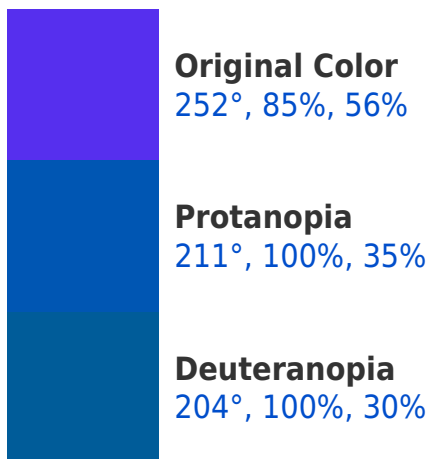 Original Color
252°, 85%, 56%
Protanopia
211°, 100%, 35%
Deuteranopia
204°, 100%, 30%